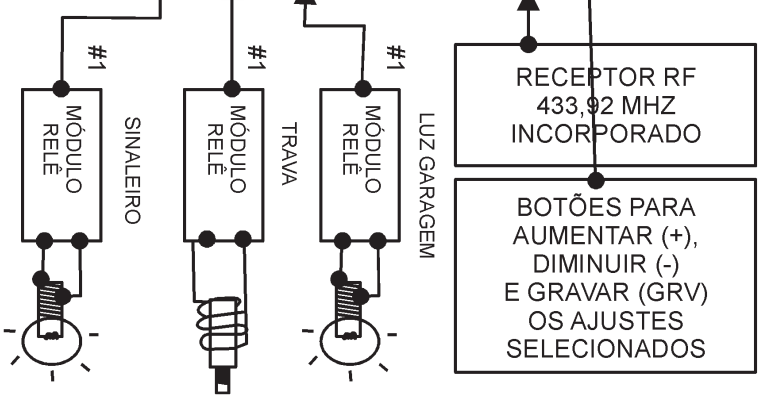 #1
MÓDULO
RELÊ
SINALEIRO
#1
MÓDULO
RELÊ
TRAVA
#1
MÓDULO
RELÊ
LUZ GARAGEM
RECEPTOR RF
433,92 MHZ
INCORPORADO
BOTÕES PARA
AUMENTAR (+),
DIMINUIR (-)
E GRAVAR (GRV)
OS AJUSTES
SELECIONADOS